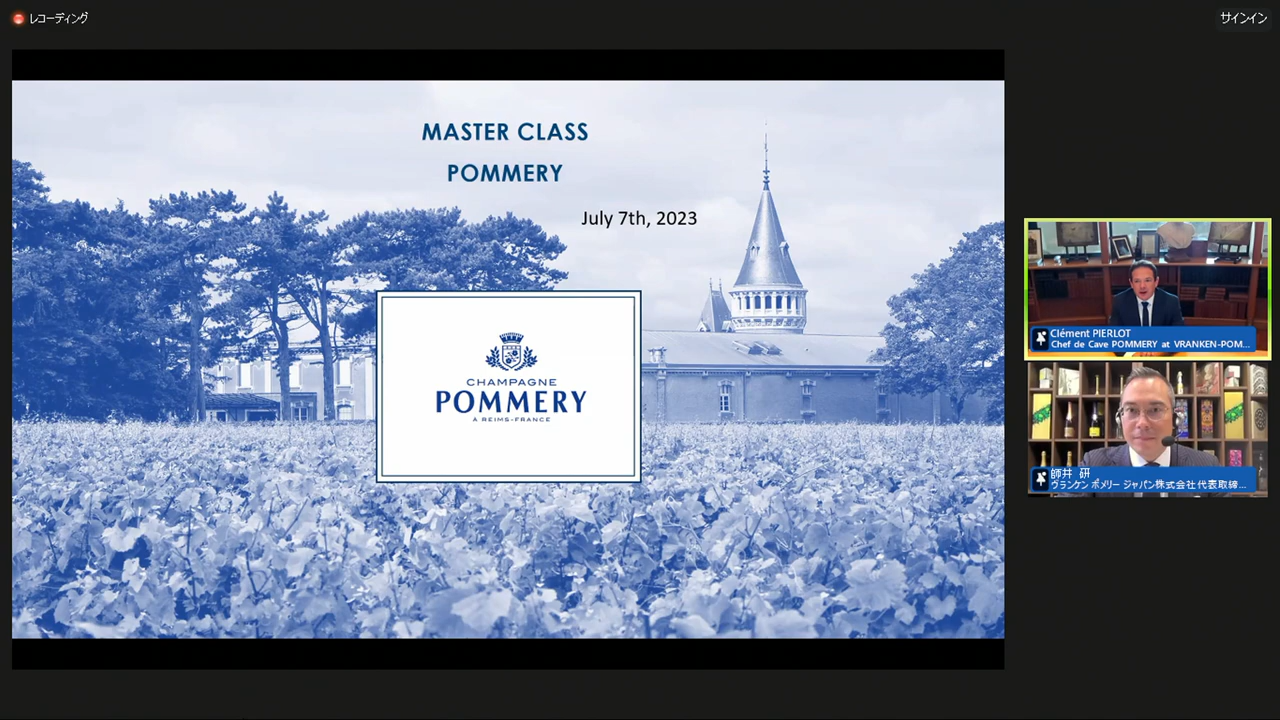 レコーディング
サインイン
MASTER CLASS
POMMERY
July 7th, 2023
CHAMPAGNE
POMMERY
A REIMS-FRANCE
Clément PIERLOT
Chef de Cave POMMERY at VRANKEN-POM...
師井 研
ヴランケン ポメリー ジャパン株式会社 代表取締...